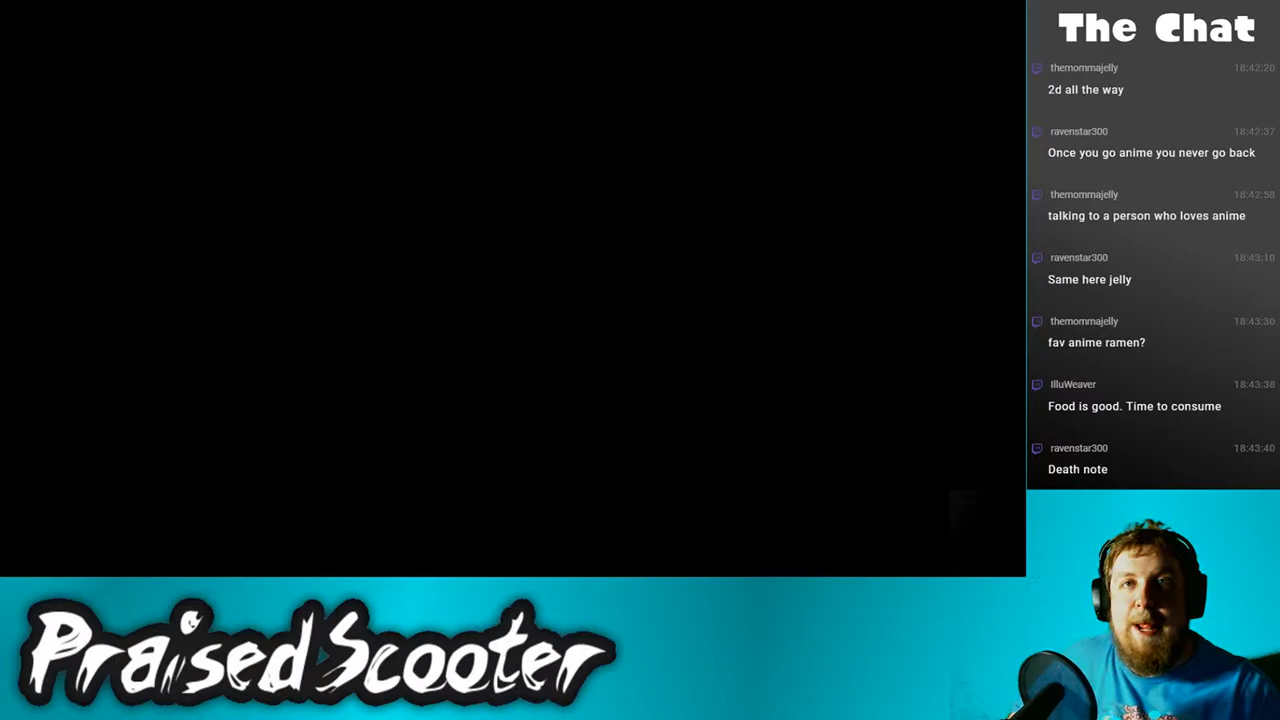 The Chat
themommajelly 18:42:20
2d all the way
ravenstar300 18:42:37
Once you go anime you never go back
themommajelly 18:42:58
talking to a person who loves anime
ravenstar300 18:43:10
Same here jelly
themommajelly 18:43:30
fav anime ramen?
IlluWeaver 18:43:38
Food is good. Time to consume
ravenstar300 18:43:40
Death note
PraisedScooter